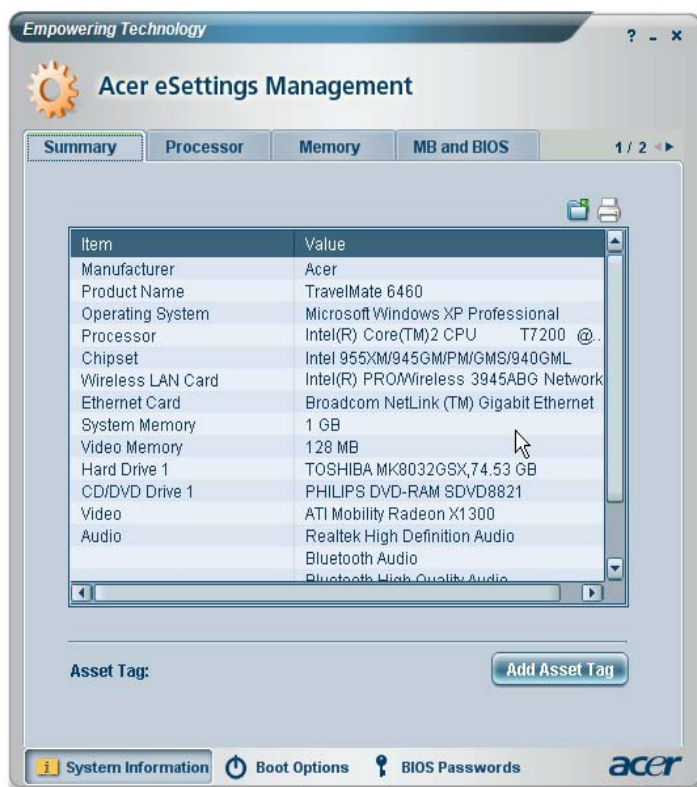 Empowering Technology
? - x
Acer eSettings Management
Summary Processor Memory MB and BIOS 1 / 2
Item Value
Manufacturer Acer
Product Name TravelMate 6460
Operating System Microsoft Windows XP Professional
Processor Intel(R) Core(TM)2 CPU T7200 @..
Chipset Intel 955XM/945GM/PM/GMS/940GML
Wireless LAN Card Intel(R) PRO/Wireless 3945ABG Network
Ethernet Card Broadcom NetLink (TM) Gigabit Ethernet
System Memory 1 GB
Video Memory 128 MB
Hard Drive 1 TOSHIBA MK8032GSX,74.53 GB
CD/DVD Drive 1 PHILIPS DVD-RAM SDVD8821
Video ATI Mobility Radeon X1300
Audio Realtek High Definition Audio
Bluetooth Audio
Bluetooth High Quality Audio
Asset Tag: Add Asset Tag
i System Information Boot Options BIOS Passwords acer